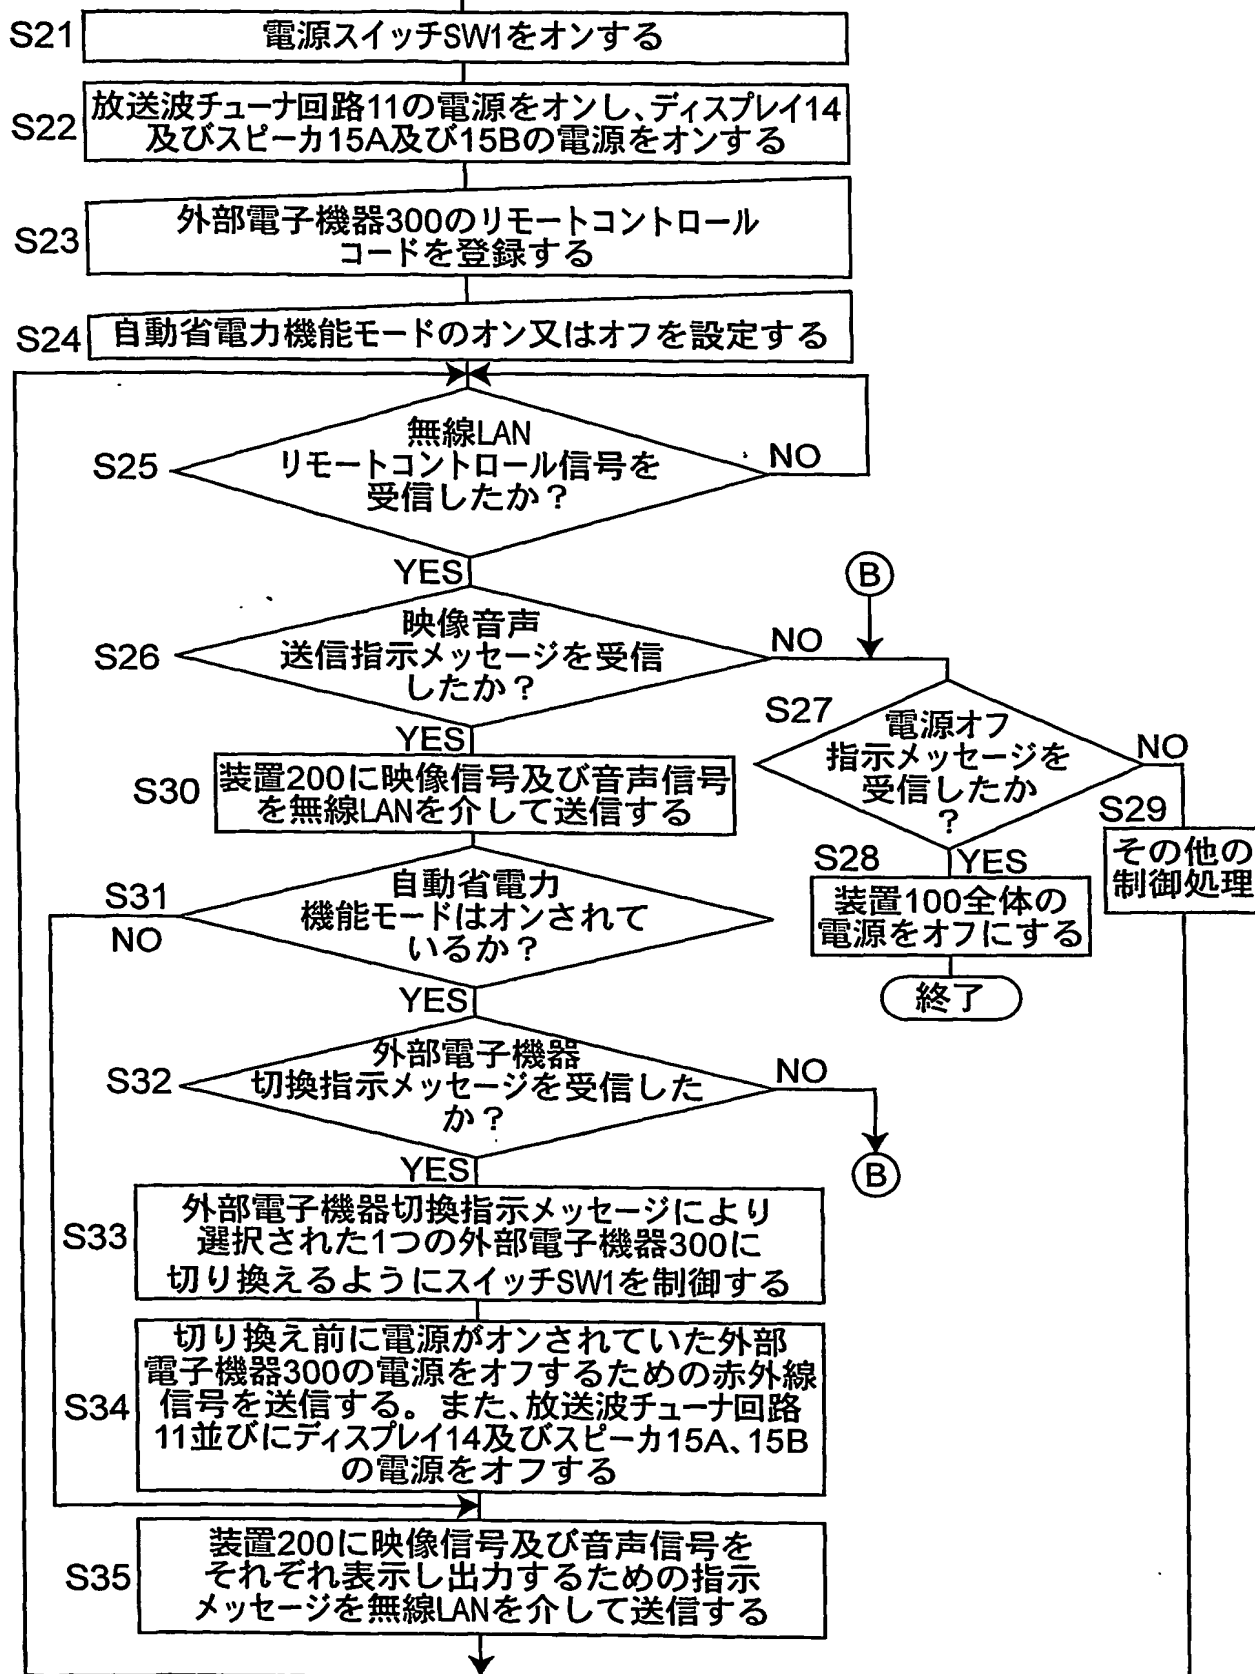 S21
電源スイッチSW1をオンする
S22
放送波チューナ回路11の電源をオンし、ディスプレイ14
及びスピーカ15A及び15Bの電源をオンする
S23
外部電子機器300のリモートコントロール
コードを登録する
S24
自動省電力機能モードのオン又はオフを設定する
S25
無線LAN
リモートコントロール信号を
受信したか？
NO
YES
S26
映像音声
送信指示メッセージを受信
したか？
NO
B
YES
S27
電源オフ
指示メッセージを
受信したか
？
NO
YES
S28
装置100全体の
電源をオフにする
終了
S29
その他の
制御処理
S30
装置200に映像信号及び音声信号
を無線LANを介して送信する
S31
自動省電力
機能モードはオンされて
いるか？
NO
YES
S32
外部電子機器
切換指示メッセージを受信した
か？
NO
B
YES
S33
外部電子機器切換指示メッセージにより
選択された1つの外部電子機器300に
切り換えるようにスイッチSW1を制御する
S34
切り換え前に電源がオンされていた外部
電子機器300の電源をオフするための赤外線
信号を送信する。また、放送波チューナ回路
11並びにディスプレイ14及びスピーカ15A、15B
の電源をオフする
S35
装置200に映像信号及び音声信号を
それぞれ表示し出力するための指示
メッセージを無線LANを介して送信する